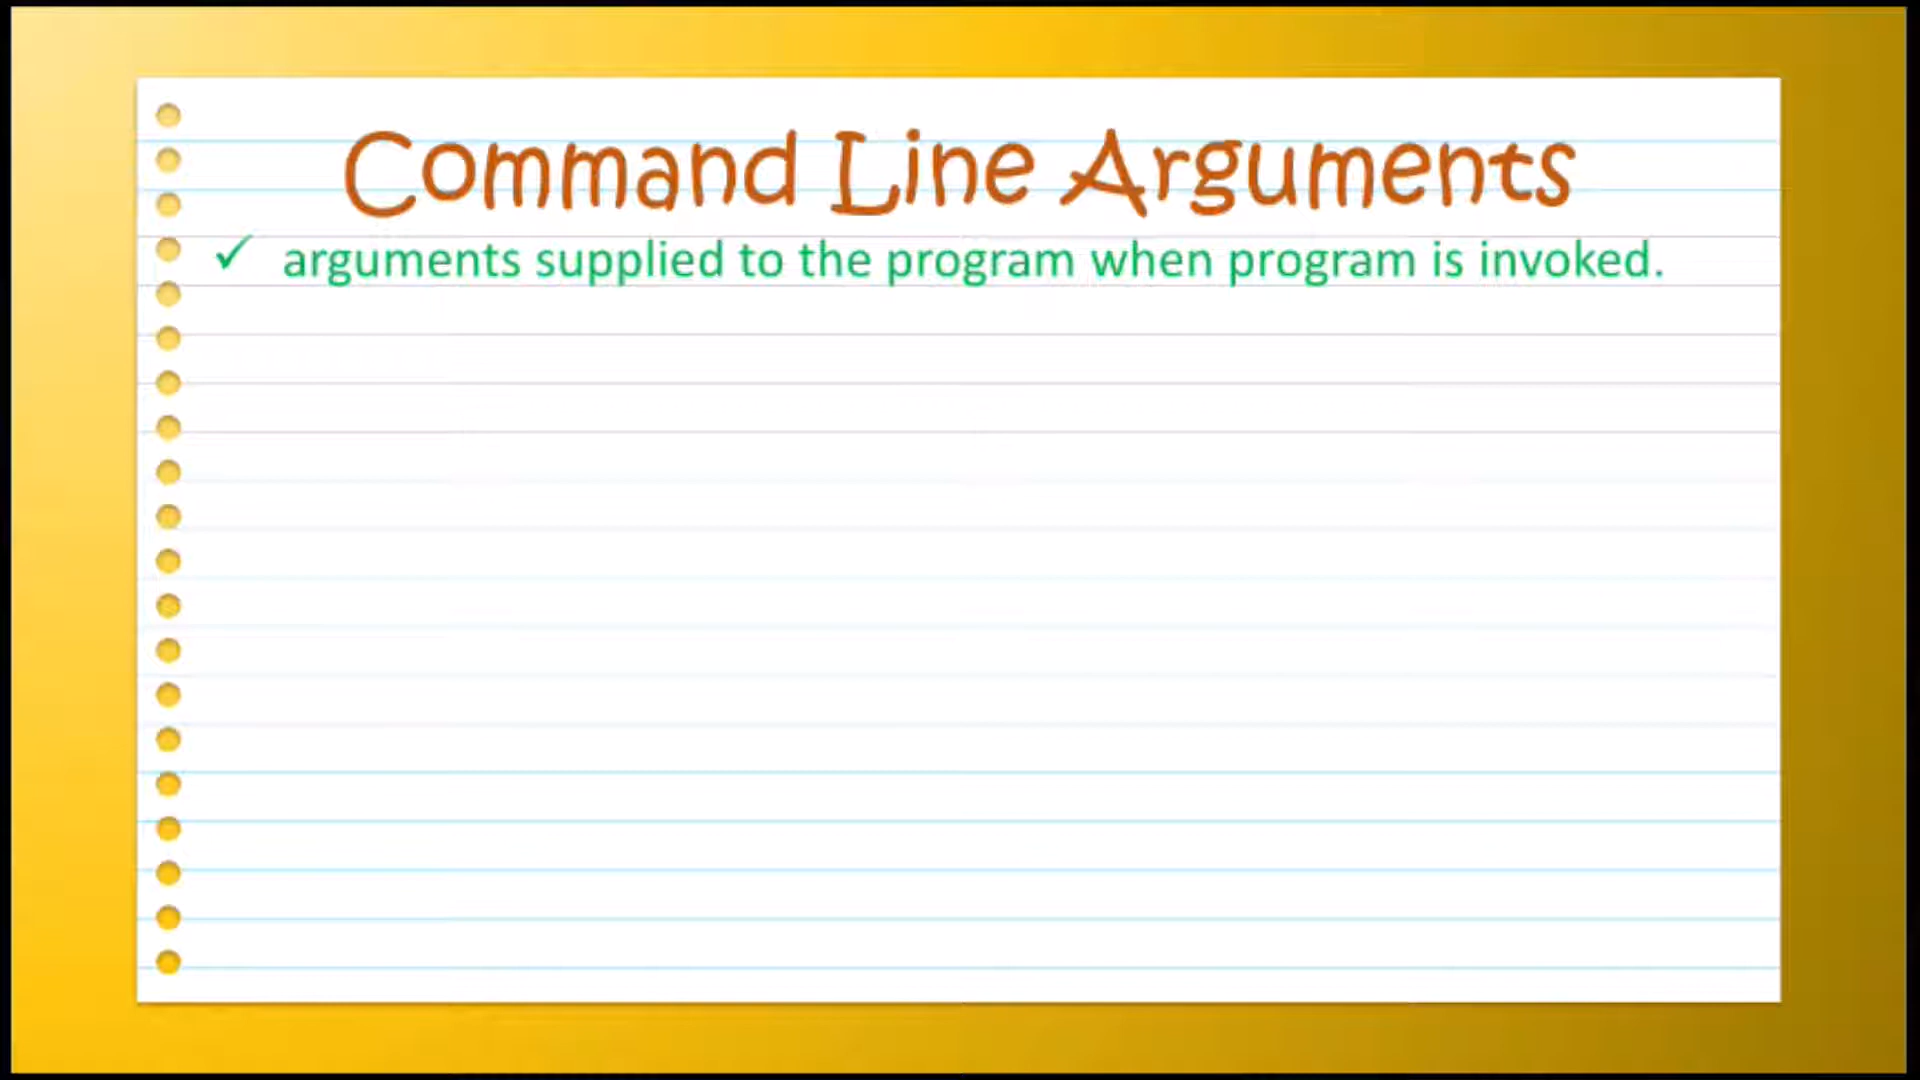 Command Line Arguments
✓ arguments supplied to the program when program is invoked.